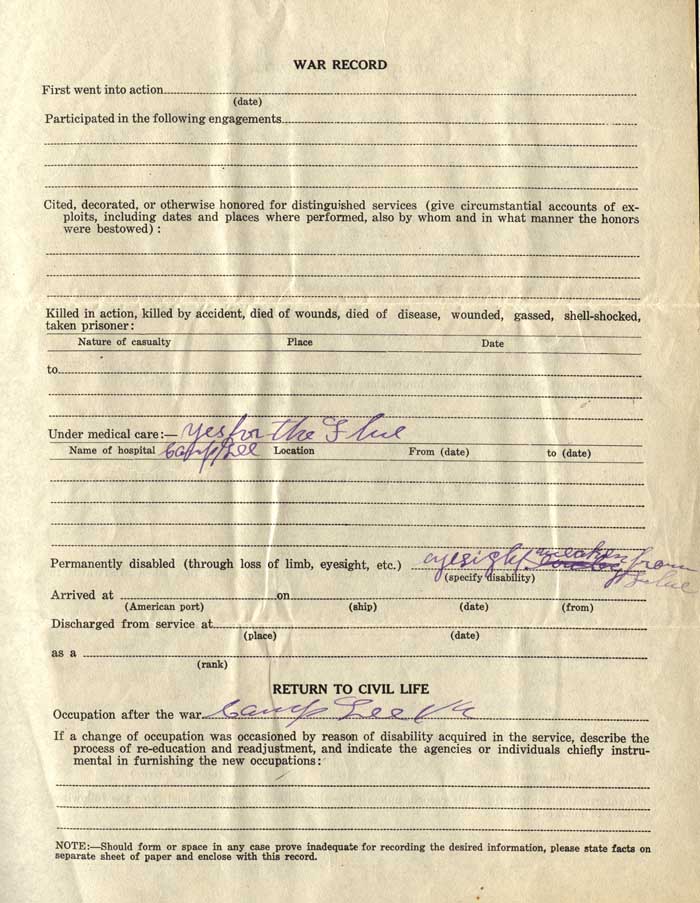 WAR RECORD
First went into action
(date)
Participated in the following engagements
Cited, decorated, or otherwise honored for distinguished services (give circumstantial accounts of ex-
ploits, including dates and places where performed, also by whom and in what manner the honors
were bestowed) :
Killed in action, killed by accident, died of wounds, died of disease, wounded, gassed, shell-shocked,
taken prisoner:
Nature of casualty Place Date
to
Under medical care:— yes for the Flue
Name of hospital Camp Lee Location From (date) to (date)
Permanently disabled (through loss of limb, eyesight, etc.) eyesight weaken from
Flue
(specify disability)
Arrived at on
(American port) (ship) (date) (from)
Discharged from service at
(place) (date)
as a
(rank)
RETURN TO CIVIL LIFE
Occupation after the war Camp Lee Va
If a change of occupation was occasioned by reason of disability acquired in the service, describe the
process of re-education and readjustment, and indicate the agencies or individuals chiefly instru-
mental in furnishing the new occupations:
NOTE:—Should form or space in any case prove inadequate for recording the desired information, please state facts on
separate sheet of paper and enclose with this record.